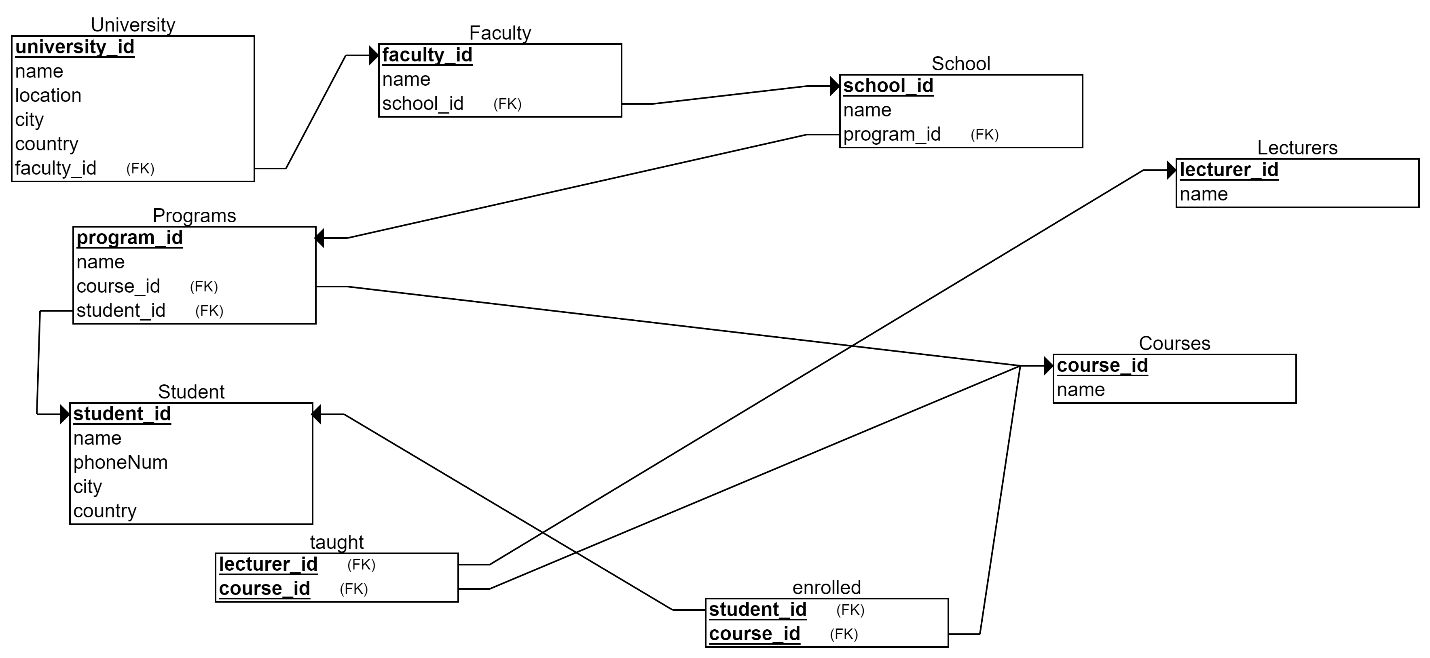 University
university_id
name
location
city
country
faculty_id (FK)
Faculty
faculty_id
name
school_id (FK)
School
school_id
name
program_id (FK)
Lecturers
lecturer_id
name
Programs
program_id
name
course_id (FK)
student_id (FK)
Courses
course_id
name
Student
student_id
name
phoneNum
city
country
taught
lecturer_id (FK)
course_id (FK)
enrolled
student_id (FK)
course_id (FK)